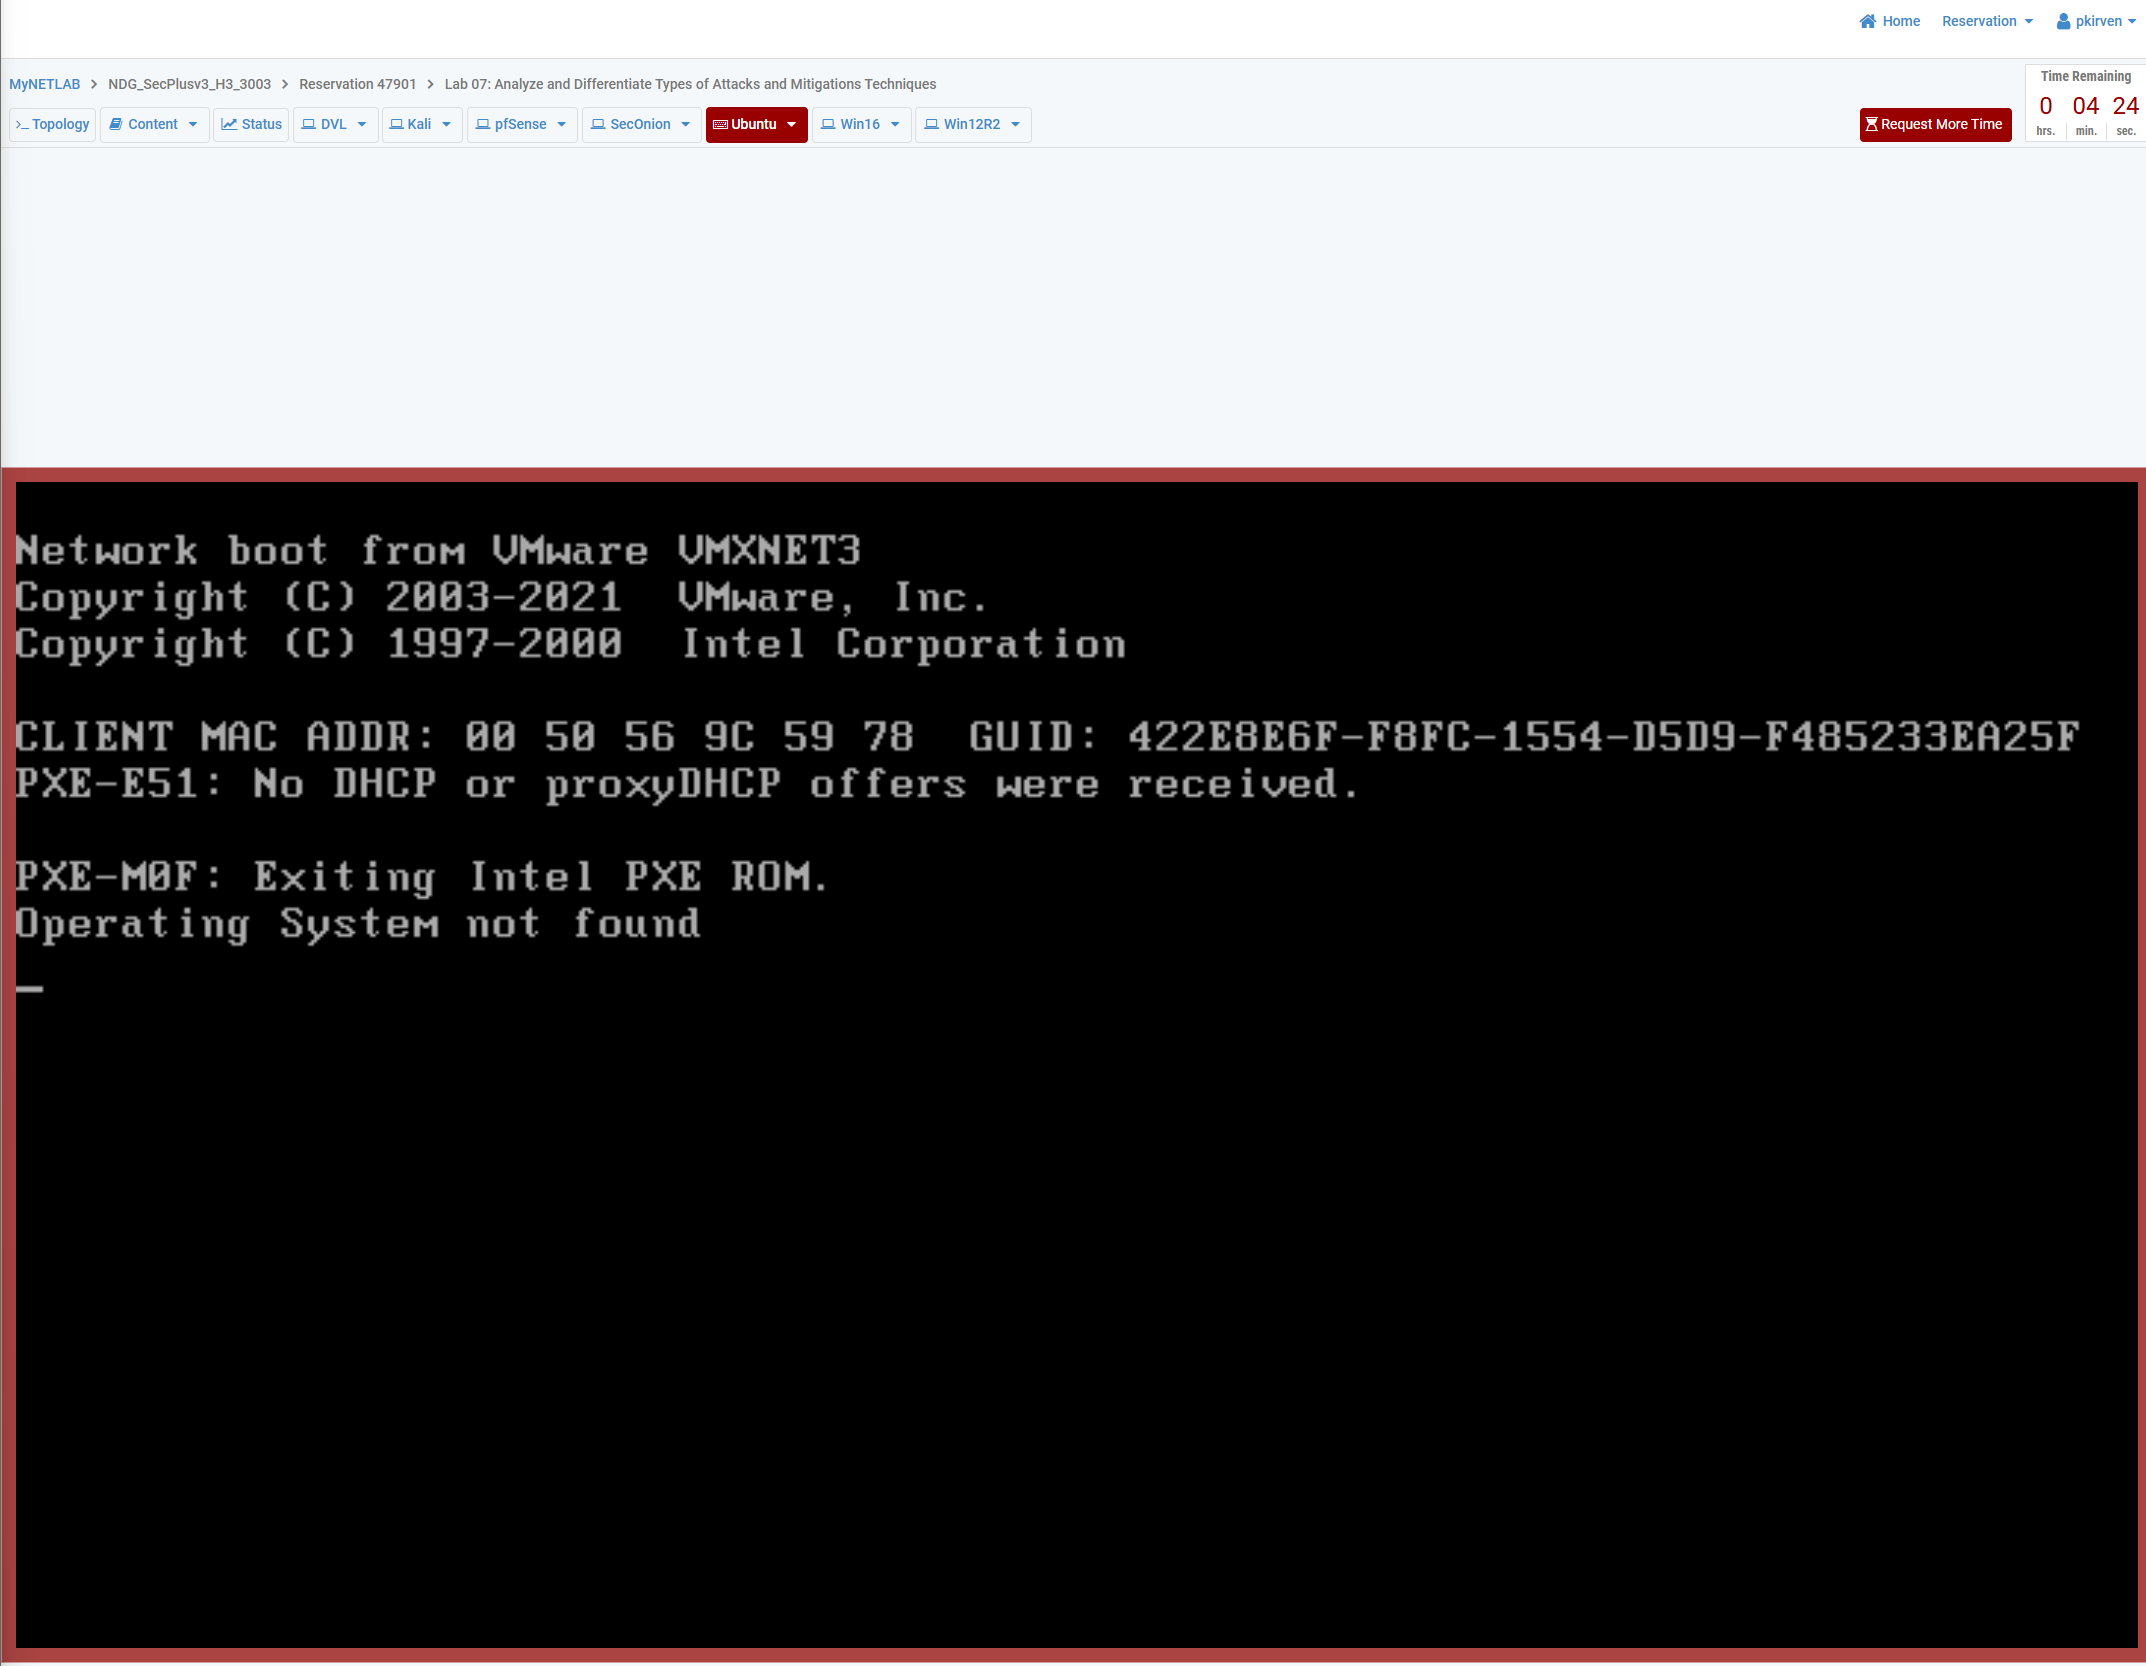 Home Reservation pkirven
MyNETLAB > NDG_SecPlusv3_H3_3003 > Reservation 47901 > Lab 07: Analyze and Differentiate Types of Attacks and Mitigations Techniques
Time Remaining
0 04 24
hrs. min. sec.
>_ Topology Content Status DVL Kali pfSense SecOnion Ubuntu Win16 Win12R2 Request More Time
Network boot from VMware VMXNET3
Copyright (C) 2003-2021  VMware, Inc.
Copyright (C) 1997-2000  Intel Corporation
CLIENT MAC ADDR: 00 50 56 9C 59 78  GUID: 422E8E6F-F8FC-1554-D5D9-F485233EA25F
PXE-E51: No DHCP or proxyDHCP offers were received.
PXE-M0F: Exiting Intel PXE ROM.
Operating System not found
_